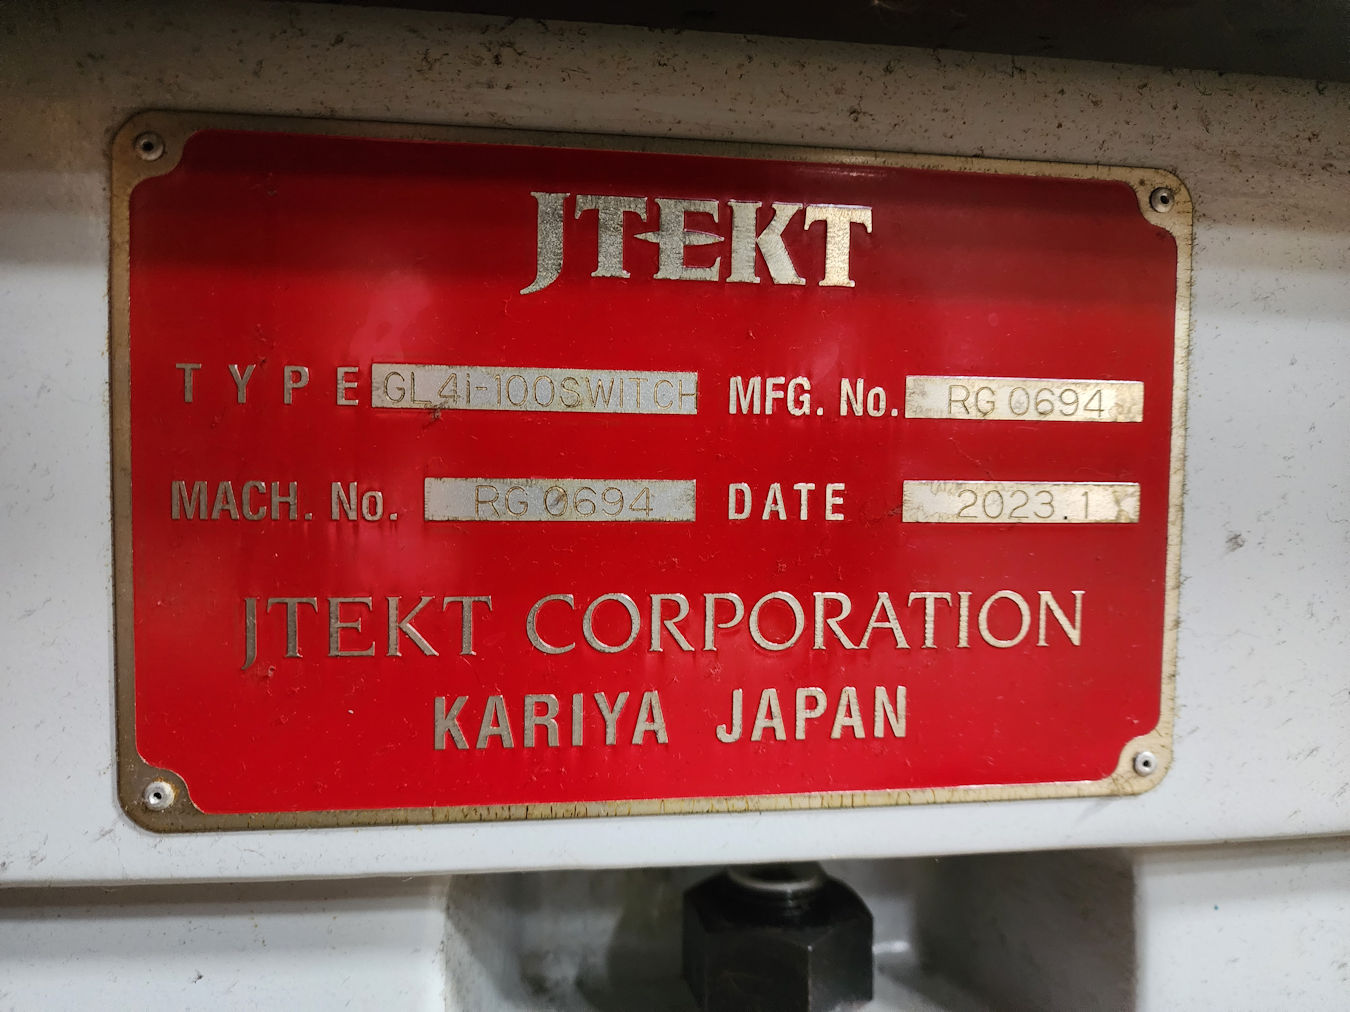 JTEKT
TYPE GL4i-100SWITCH MFG. No. RG 0694
MACH. No. RG 0694 DATE 2023.1
JTEKT CORPORATION
KARIYA JAPAN